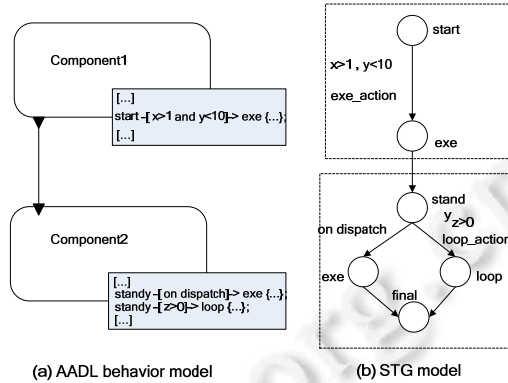 Component1
[...]
start-[x>1 and y<10]-> exe {...};
[...]
Component2
[...]
standy-[on dispatch]-> exe {...};
standy-[z>0]-> loop {...};
[...]
(a) AADL behavior model
start
x>1 , y<10
exe_action
exe
stand
y
z>0
on dispatch
loop_action
exe
loop
final
(b) STG model